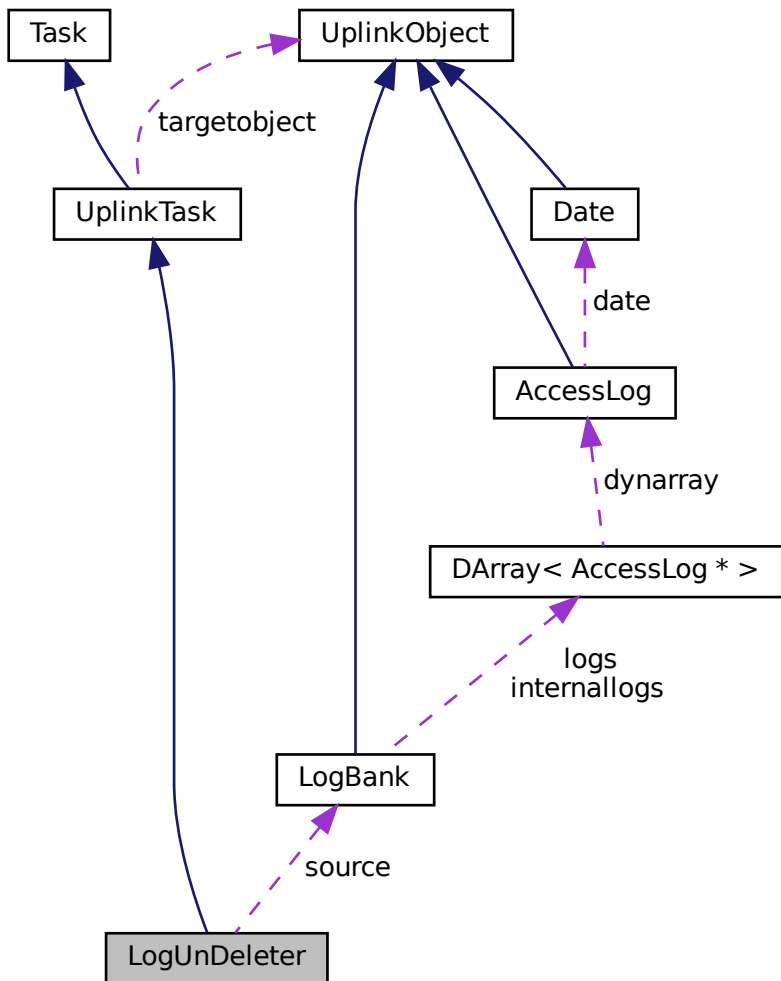 Task
UplinkObject
targetobject
UplinkTask
Date
date
AccessLog
dynarray
DArray< AccessLog * >
logs
internallogs
LogBank
source
LogUnDeleter